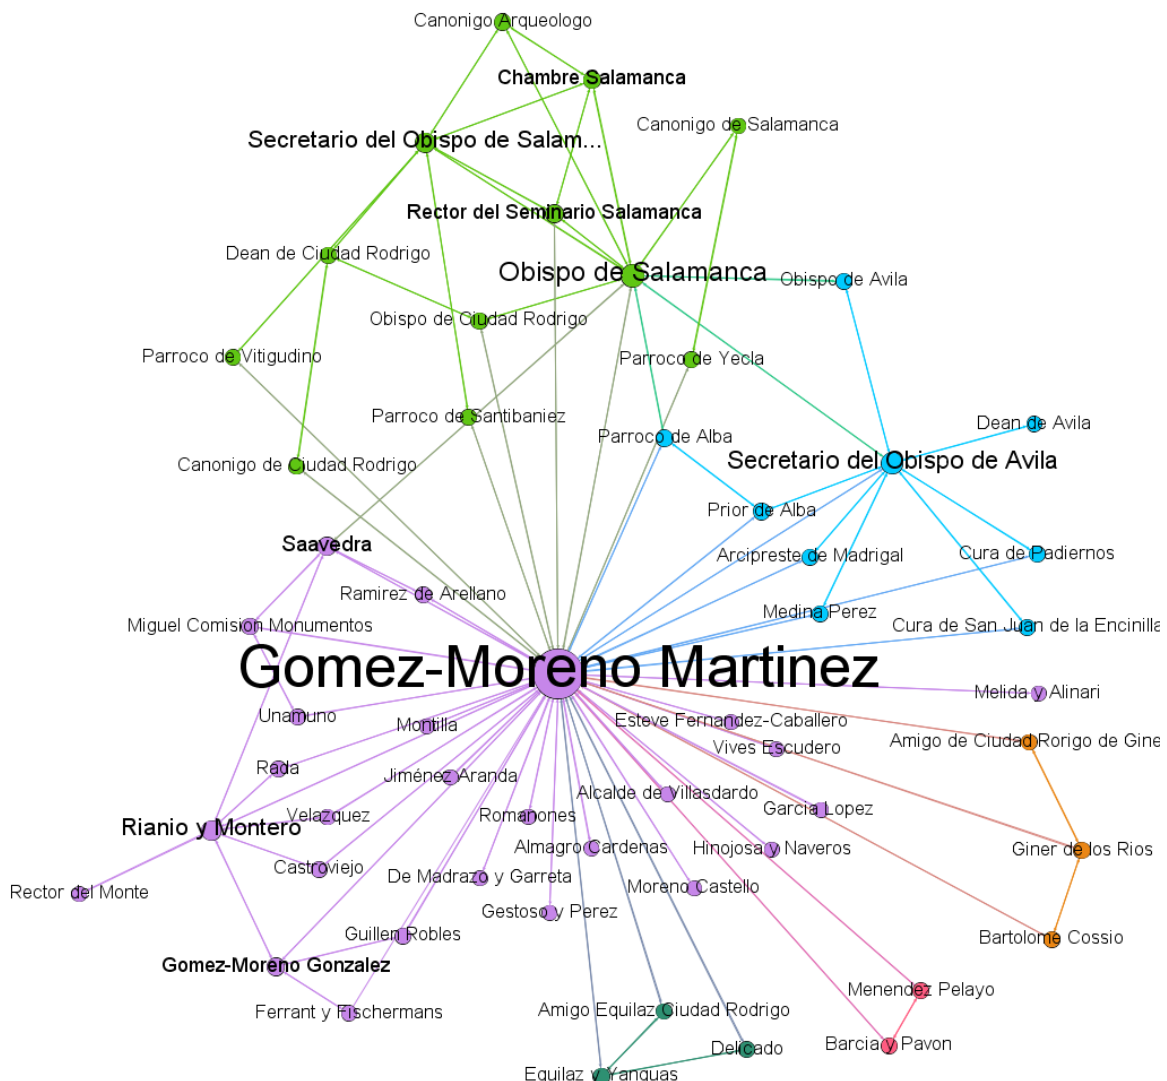 Canonigo Arqueologo
Chambre Salamanca
Canonigo de Salamanca
Secretario del Obispo de Salam...
Rector del Seminario Salamanca
Dean de Ciudad Rodrigo
Obispo de Salamanca
Obispo de Avila
Obispo de Ciudad Rodrigo
Parroco de Vitigudino
Parroco de Yecla
Parroco de Santibaniez
Dean de Avila
Parroco de Alba
Canonigo de Ciudad Rodrigo
Secretario del Obispo de Avila
Prior de Alba
Saavedra
Arcipreste de Madrigal
Cura de Padiernos
Ramirez de Arellano
Medina Perez
Miguel Comision Monumentos
Cura de San Juan de la Encinilla
Gomez-Moreno Martinez
Melida y Alinari
Unamuno
Montilla
Esteve Fernandez-Caballero
Vives Escudero
Amigo de Ciudad Rorigo de Giner
Rada
Jiménez Aranda
Alcalde de Villasdardo
Garcia Lopez
Velazquez
Romanones
Rianio y Montero
Almagro Cardenas
Hinojosa y Naveros
Giner de los Rios
Castroviejo
De Madrazo y Garreta
Moreno Castello
Rector del Monte
Gestoso y Perez
Guillen Robles
Bartolome Cossio
Gomez-Moreno Gonzalez
Menendez Pelayo
Ferrant y Fischermans
Amigo Equilaz Ciudad Rodrigo
Barcia y Pavon
Delicado
Equilaz y Yanguas